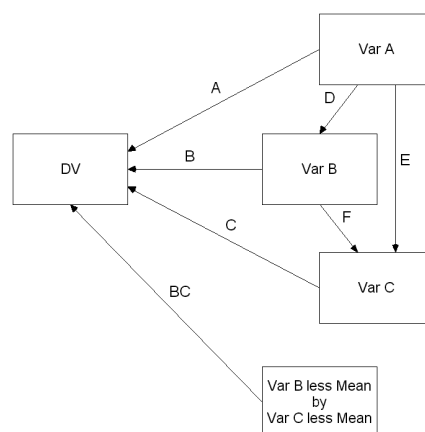 Var A
A
D
DV
B
Var B
E
F
C
Var C
BC
Var B less Mean
by
Var C less Mean